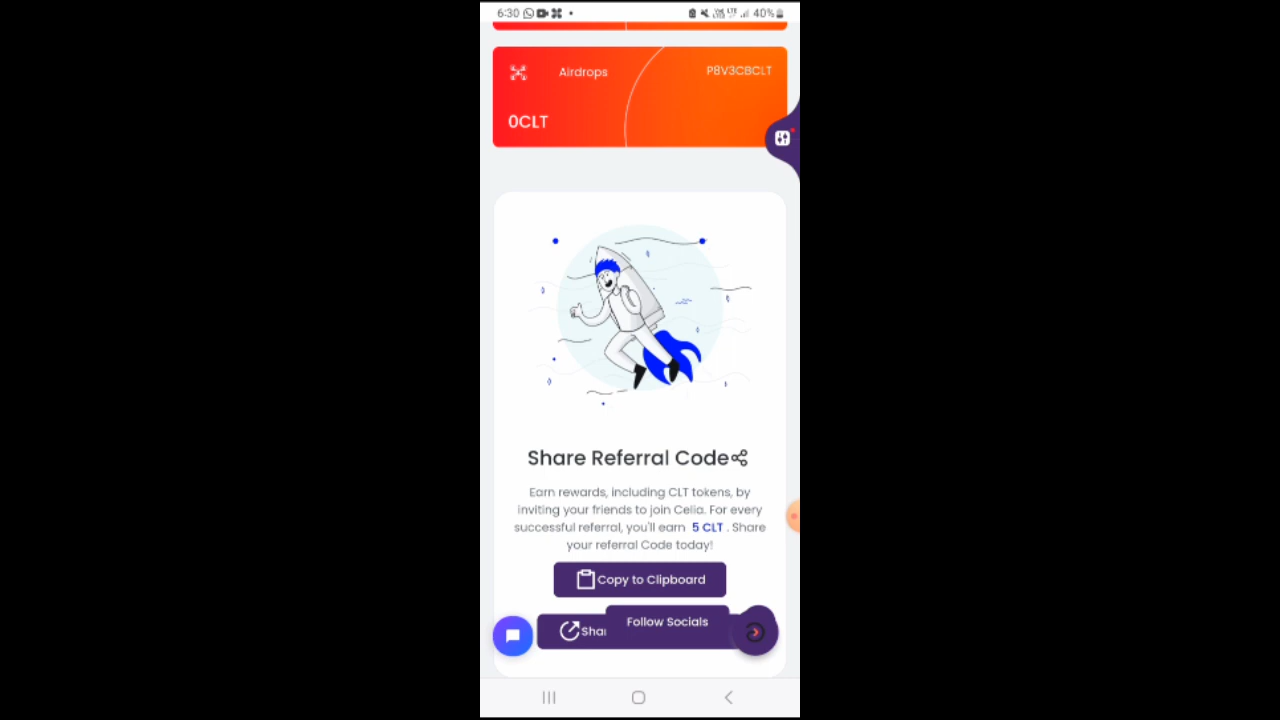 6:30
40%
Airdrops
P8V3CBCLT
0CLT
Share Referral Code
Earn rewards, including CLT tokens, by
inviting your friends to join Celia. For every
successful referral, you'll earn 5 CLT . Share
your referral Code today!
Copy to Clipboard
Follow Socials
Shar